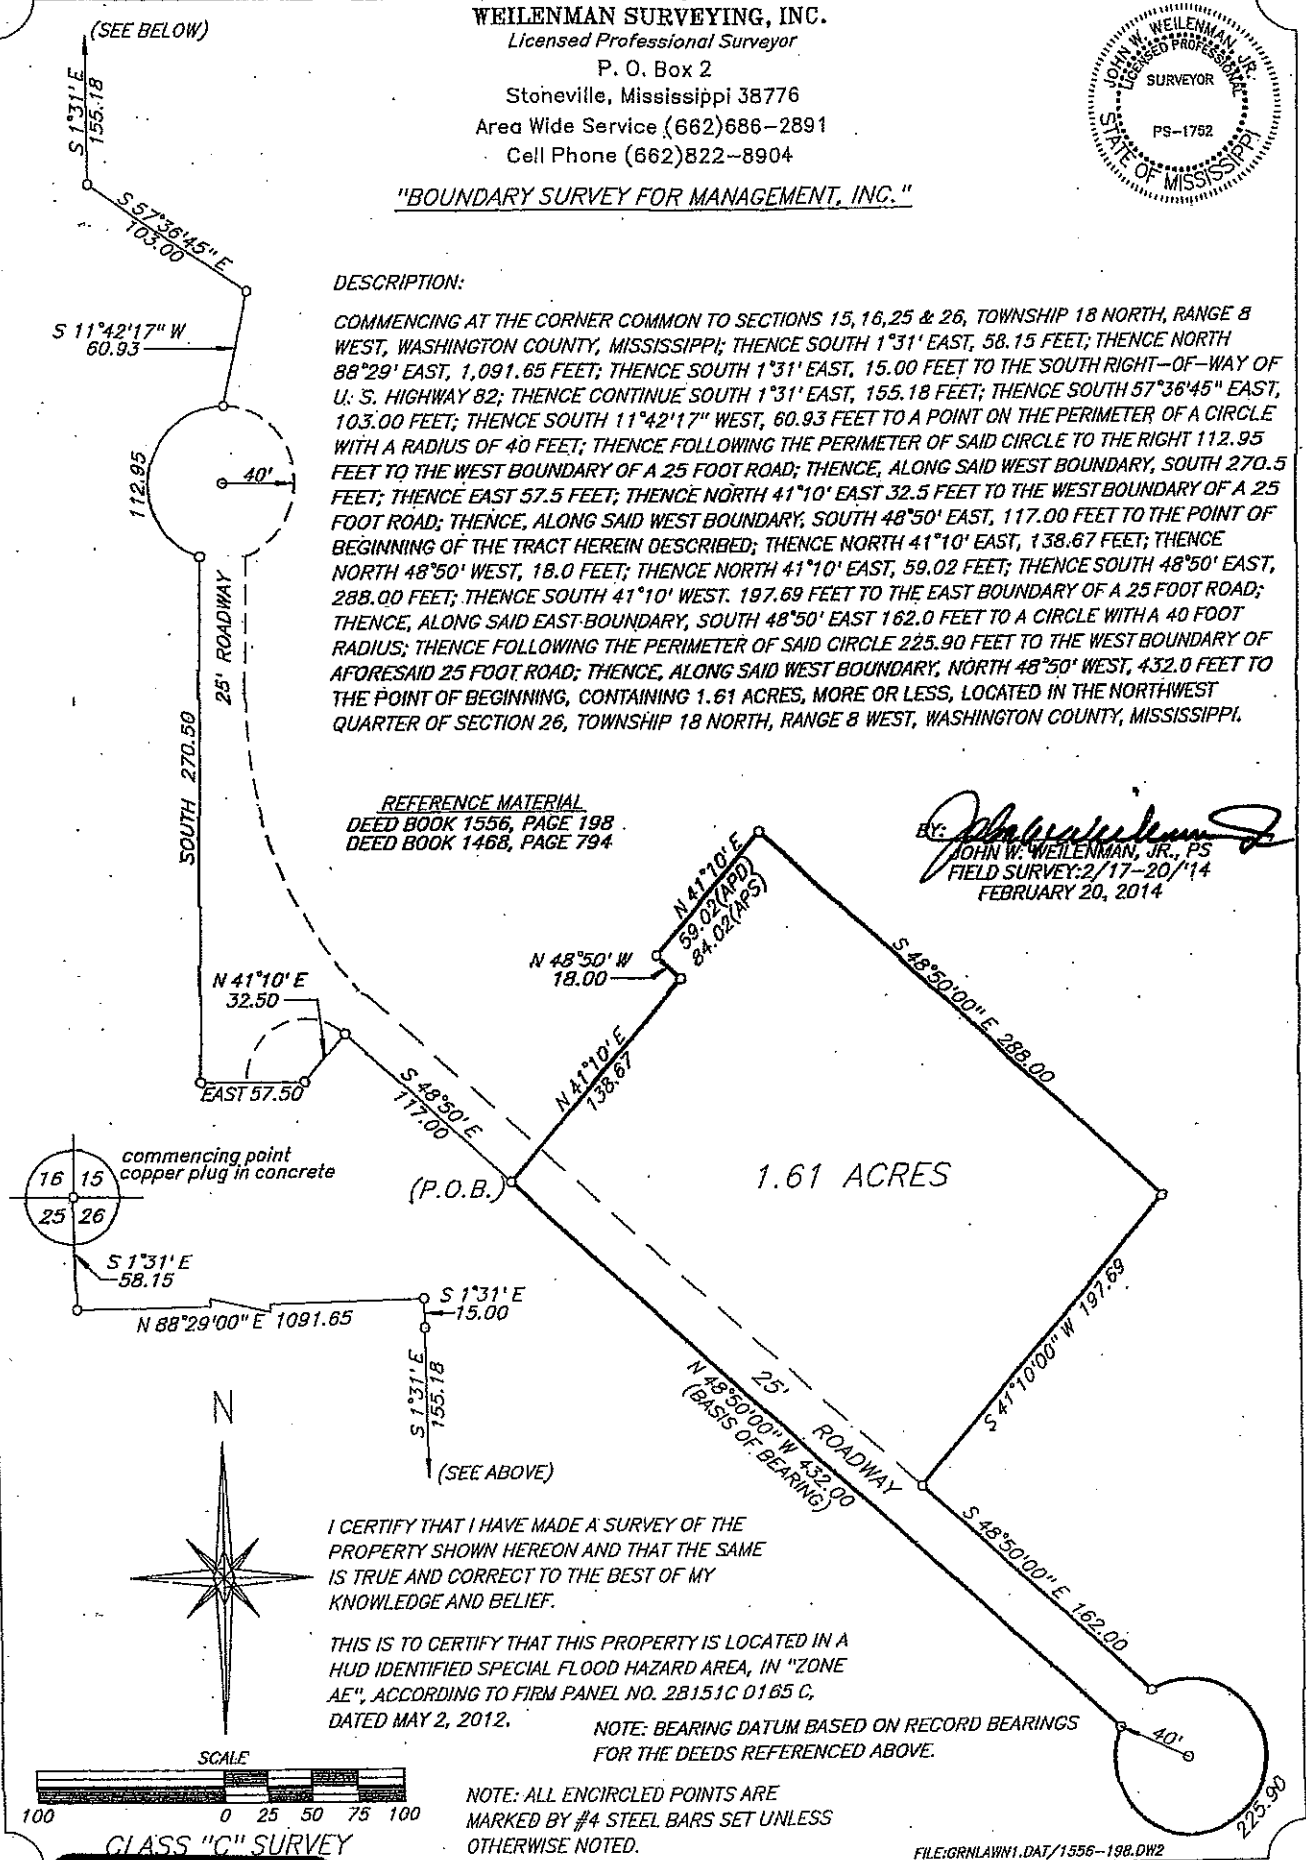 (SEE BELOW)
WEILENMAN SURVEYING, INC.
Licensed Professional Surveyor
P. O. Box 2
Stoneville, Mississippi 38776
Area Wide Service (662)686-2891
Cell Phone (662)822-8904
"BOUNDARY SURVEY FOR MANAGEMENT, INC."
JOHN W. WEILENMAN, JR.
LICENSED PROFESSIONAL
SURVEYOR
PS-1752
STATE OF MISSISSIPPI
S 1°31' E
155.18
S 57°36'45" E
103.00
S 11°42'17" W
60.93
112.95
40'
25' ROADWAY
SOUTH 270.50
DESCRIPTION:
COMMENCING AT THE CORNER COMMON TO SECTIONS 15, 16,25 & 26, TOWNSHIP 18 NORTH, RANGE 8
WEST, WASHINGTON COUNTY, MISSISSIPPI; THENCE SOUTH 1°31' EAST, 58.15 FEET; THENCE NORTH
88°29' EAST, 1,091.65 FEET; THENCE SOUTH 1°31' EAST, 15.00 FEET TO THE SOUTH RIGHT-OF-WAY OF
U. S. HIGHWAY 82; THENCE CONTINUE SOUTH 1°31' EAST, 155.18 FEET; THENCE SOUTH 57°36'45" EAST,
103.00 FEET; THENCE SOUTH 11°42'17" WEST, 60.93 FEET TO A POINT ON THE PERIMETER OF A CIRCLE
WITH A RADIUS OF 40 FEET; THENCE FOLLOWING THE PERIMETER OF SAID CIRCLE TO THE RIGHT 112.95
FEET TO THE WEST BOUNDARY OF A 25 FOOT ROAD; THENCE, ALONG SAID WEST BOUNDARY, SOUTH 270.5
FEET; THENCE EAST 57.5 FEET; THENCE NORTH 41°10' EAST 32.5 FEET TO THE WEST BOUNDARY OF A 25
FOOT ROAD; THENCE, ALONG SAID WEST BOUNDARY, SOUTH 48°50' EAST, 117.00 FEET TO THE POINT OF
BEGINNING OF THE TRACT HEREIN DESCRIBED; THENCE NORTH 41°10' EAST, 138.67 FEET; THENCE
NORTH 48°50' WEST, 18.0 FEET; THENCE NORTH 41°10' EAST, 59.02 FEET; THENCE SOUTH 48°50' EAST,
288.00 FEET; THENCE SOUTH 41°10' WEST. 197.69 FEET TO THE EAST BOUNDARY OF A 25 FOOT ROAD;
THENCE, ALONG SAID EAST BOUNDARY, SOUTH 48°50' EAST 162.0 FEET TO A CIRCLE WITH A 40 FOOT
RADIUS; THENCE FOLLOWING THE PERIMETER OF SAID CIRCLE 225.90 FEET TO THE WEST BOUNDARY OF
AFORESAID 25 FOOT ROAD; THENCE, ALONG SAID WEST BOUNDARY, NORTH 48°50' WEST, 432.0 FEET TO
THE POINT OF BEGINNING, CONTAINING 1.61 ACRES, MORE OR LESS, LOCATED IN THE NORTHWEST
QUARTER OF SECTION 26, TOWNSHIP 18 NORTH, RANGE 8 WEST, WASHINGTON COUNTY, MISSISSIPPI.
REFERENCE MATERIAL
DEED BOOK 1556, PAGE 198
DEED BOOK 1468, PAGE 794
BY:
JOHN W. WEILENMAN, JR., PS
FIELD SURVEY:2/17-20/'14
FEBRUARY 20, 2014
N 41°10' E
59.02(APD)
84.02(APS)
N 48°50' W
18.00
S 48°50'00" E 288.00
N 41°10' E
32.50
N 41°10' E
138.67
EAST 57.50
S 48°50' E
117.00
16 15
25 26
commencing point
copper plug in concrete
(P.O.B.)
1.61 ACRES
S 1°31' E
58.15
N 88°29'00" E 1091.65
S 1°31' E
15.00
S 1°31' E
155.18
(SEE ABOVE)
S 41°10'00" W 197.69
25' ROADWAY
N 48°50'00" W 432.00
(BASIS OF BEARING)
S 48°50'00" E 162.00
N
I CERTIFY THAT I HAVE MADE A SURVEY OF THE
PROPERTY SHOWN HEREON AND THAT THE SAME
IS TRUE AND CORRECT TO THE BEST OF MY
KNOWLEDGE AND BELIEF.
THIS IS TO CERTIFY THAT THIS PROPERTY IS LOCATED IN A
HUD IDENTIFIED SPECIAL FLOOD HAZARD AREA, IN "ZONE
AE", ACCORDING TO FIRM PANEL NO. 28151C 0165 C,
DATED MAY 2, 2012.
NOTE: BEARING DATUM BASED ON RECORD BEARINGS
FOR THE DEEDS REFERENCED ABOVE.
40'
225.90
SCALE
100 0 25 50 75 100
CLASS "C" SURVEY
NOTE: ALL ENCIRCLED POINTS ARE
MARKED BY #4 STEEL BARS SET UNLESS
OTHERWISE NOTED.
FILE:GRNLAWN1.DAT/1556-198.DW2